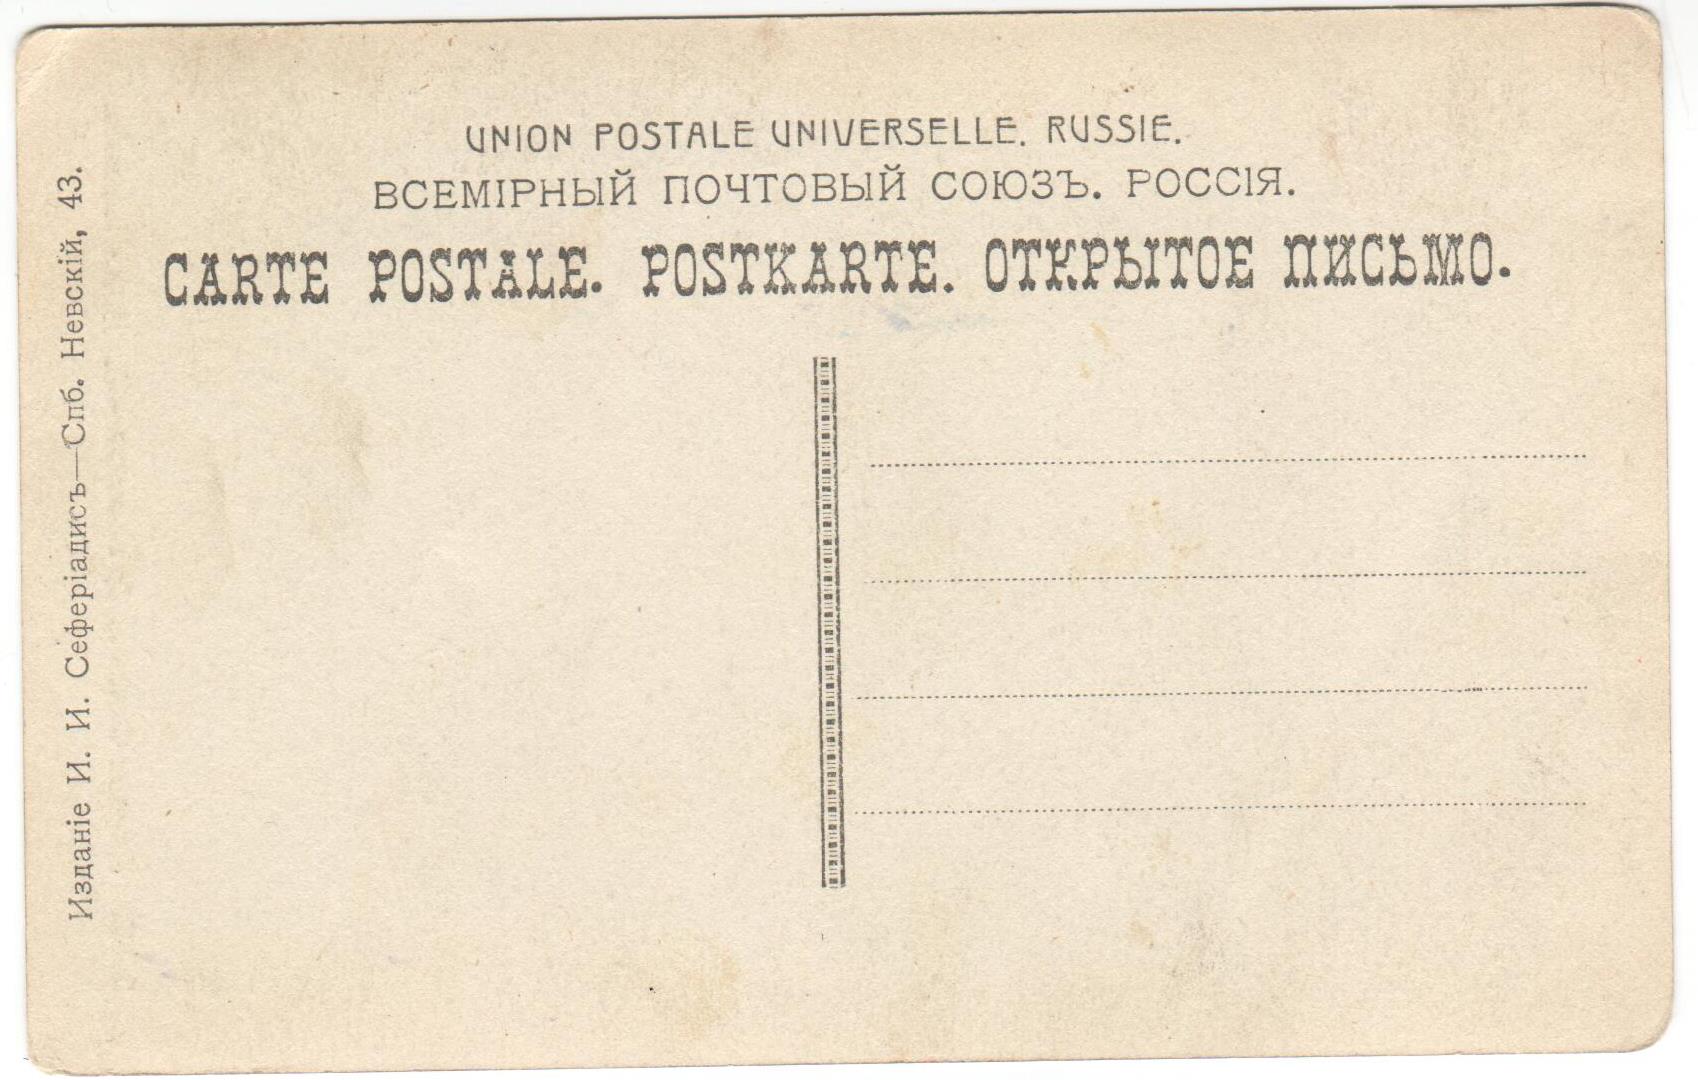 UNION POSTALE UNIVERSELLE. RUSSIE.
ВСЕМІРНЫЙ ПОЧТОВЫЙ СОЮЗЪ. РОССІЯ.
CARTE POSTALE. POSTKARTE. ОТКРЫТОЕ ПИСЬМО.
Изданіе И. И. Сеферіадисъ—Спб. Невскій, 43.